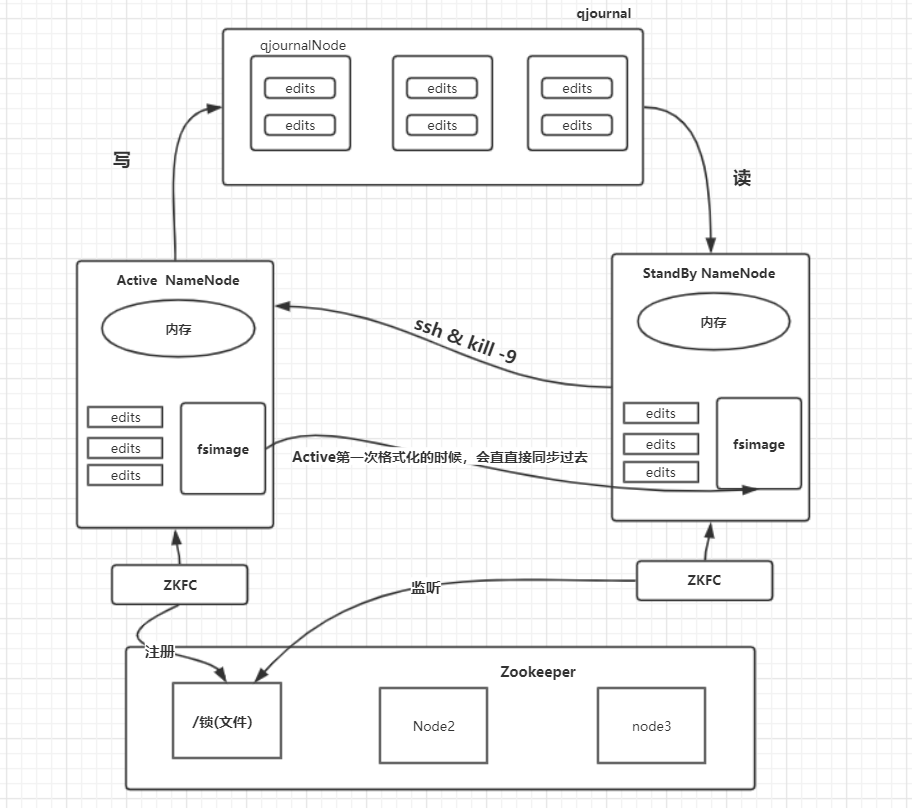 qjournal
qjournalNode
edits
edits
edits
edits
edits
edits
写
读
Active NameNode
StandBy NameNode
内存
内存
ssh & kill -9
edits
edits
edits
fsimage
edits
edits
edits
fsimage
Active第一次格式化的时候，会直直接同步过去
ZKFC
ZKFC
监听
注册
Zookeeper
/锁(文件)
Node2
node3